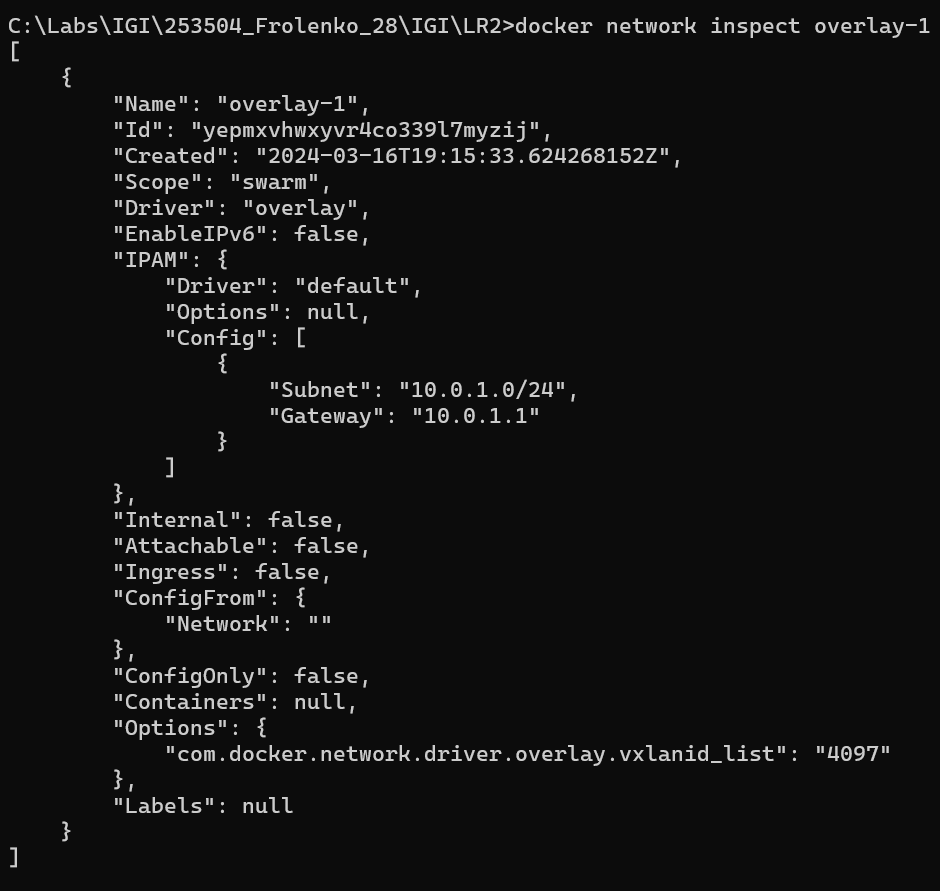 C:\Labs\IGI\253504_Frolenko_28\IGI\LR2>docker network inspect overlay-1
[
    {
        "Name": "overlay-1",
        "Id": "yepmxvhwxyvr4co339l7myzij",
        "Created": "2024-03-16T19:15:33.624268152Z",
        "Scope": "swarm",
        "Driver": "overlay",
        "EnableIPv6": false,
        "IPAM": {
            "Driver": "default",
            "Options": null,
            "Config": [
                {
                    "Subnet": "10.0.1.0/24",
                    "Gateway": "10.0.1.1"
                }
            ]
        },
        "Internal": false,
        "Attachable": false,
        "Ingress": false,
        "ConfigFrom": {
            "Network": ""
        },
        "ConfigOnly": false,
        "Containers": null,
        "Options": {
            "com.docker.network.driver.overlay.vxlanid_list": "4097"
        },
        "Labels": null
    }
]